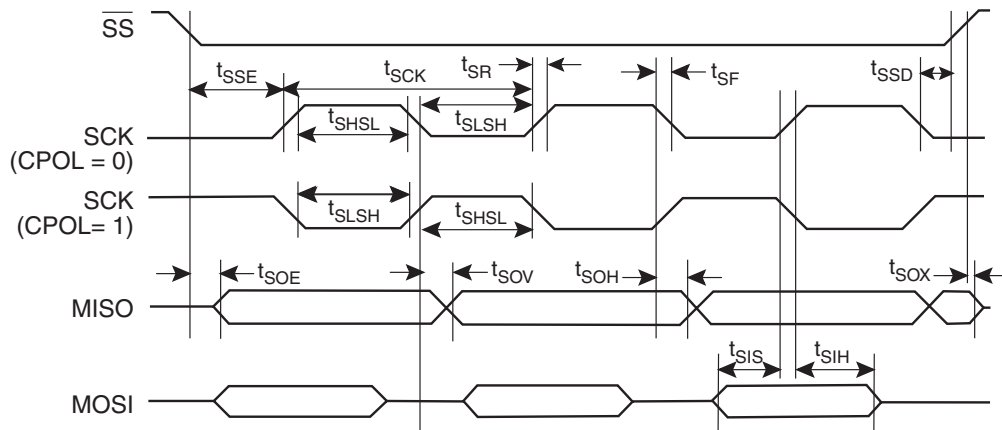 SS
tSSE
tSCK
tSR
tSF
tSSD
SCK
(CPOL = 0)
tSHSL
tSLSH
SCK
(CPOL= 1)
tSLSH
tSHSL
tSOE
tSOV
tSOH
tSOX
MISO
tSIS
tSIH
MOSI